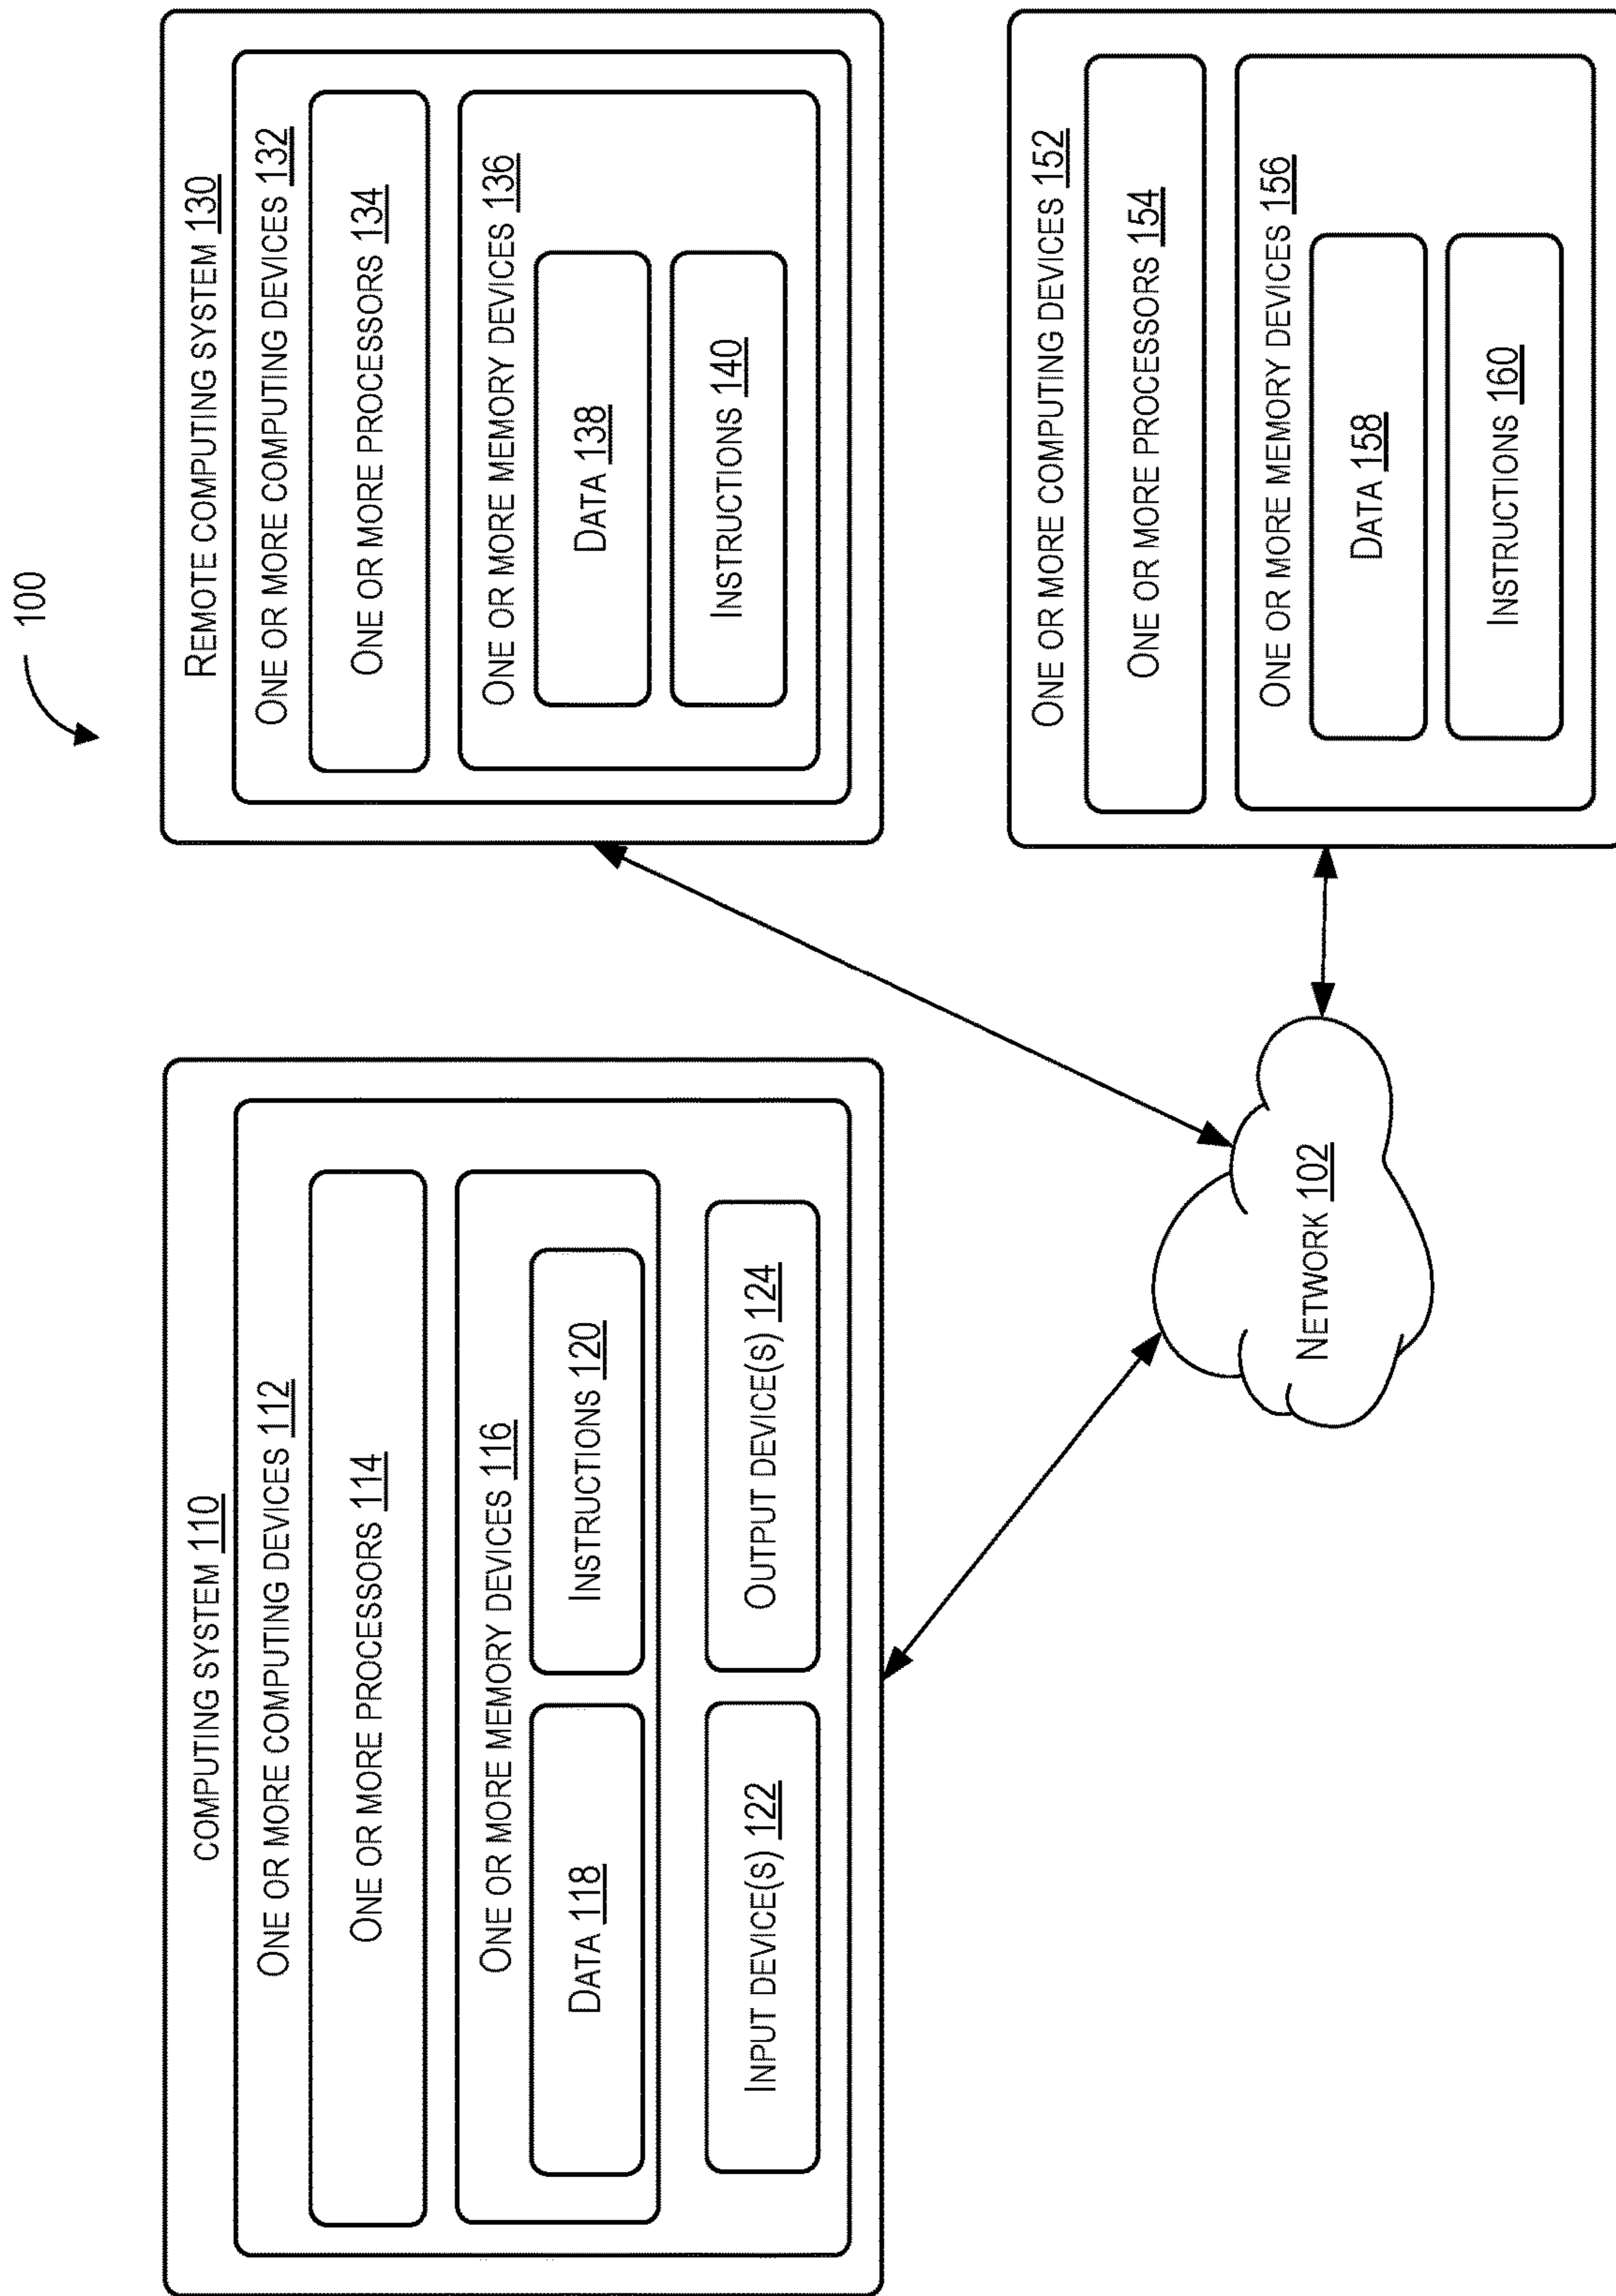 100
COMPUTING SYSTEM 110
ONE OR MORE COMPUTING DEVICES 112
ONE OR MORE PROCESSORS 114
ONE OR MORE MEMORY DEVICES 116
DATA 118
INSTRUCTIONS 120
INPUT DEVICE(S) 122
OUTPUT DEVICE(S) 124
REMOTE COMPUTING SYSTEM 130
ONE OR MORE COMPUTING DEVICES 132
ONE OR MORE PROCESSORS 134
ONE OR MORE MEMORY DEVICES 136
DATA 138
INSTRUCTIONS 140
NETWORK 102
ONE OR MORE COMPUTING DEVICES 152
ONE OR MORE PROCESSORS 154
ONE OR MORE MEMORY DEVICES 156
DATA 158
INSTRUCTIONS 160